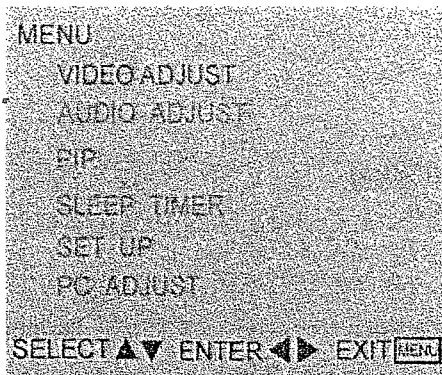 MENU
VIDEO ADJUST
AUDIO ADJUST
PIP
SLEEP TIMER
SET UP
PC ADJUST
SELECT▲▼ ENTER◀▶ EXIT MENU